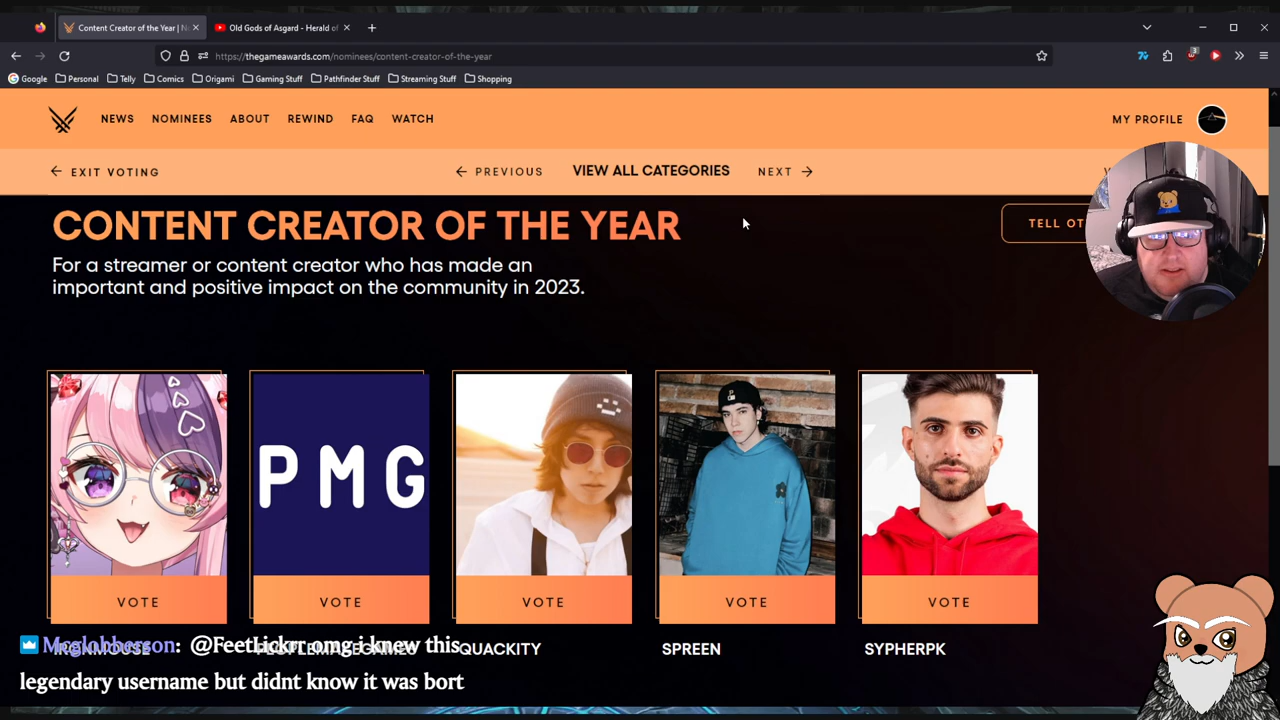 Content Creator of the Year | N
Old Gods of Asgard - Herald of
https://thegameawards.com/nominees/content-creator-of-the-year
Google Personal Telly Comics Origami Gaming Stuff Pathfinder Stuff Streaming Stuff Shopping
NEWS NOMINEES ABOUT REWIND FAQ WATCH MY PROFILE
EXIT VOTING PREVIOUS VIEW ALL CATEGORIES NEXT
CONTENT CREATOR OF THE YEAR
TELL OT
For a streamer or content creator who has made an
important and positive impact on the community in 2023.
PMG
VOTE VOTE VOTE VOTE VOTE
IRONMOUSE PEOPLEMAKEGAMES QUACKITY SPREEN SYPHERPK
Mcglobberson: @FeetLickrr omg i knew this
legendary username but didnt know it was bort